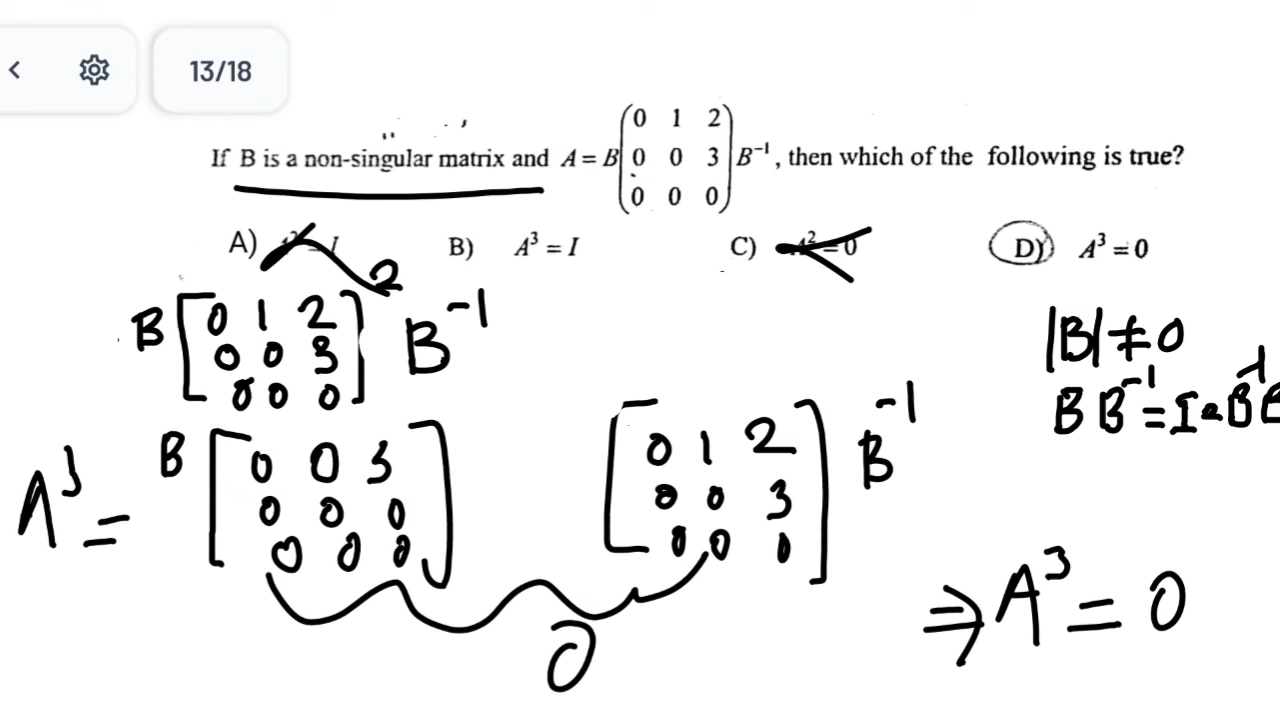 13/18
If B is a non-singular matrix and A = B (0 1 2
0 0 3
0 0 0) B⁻¹, then which of the following is true?
A)
B) A³ = I
C) A² = 0
D) A³ = 0
2
B [0 1 2
0 0 3
0 0 0] B⁻¹
|B| ≠ 0
B B⁻¹ = I = B⁻¹ B
A³ = B [0 0 3
0 0 0
0 0 0] [0 1 2
0 0 3
0 0 0] B⁻¹
0
⇒ A³ = 0